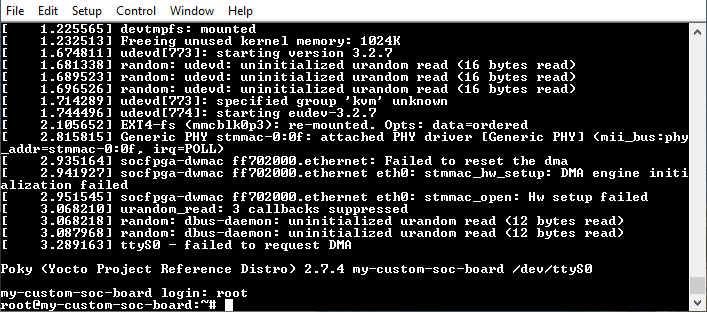 File Edit Setup Control Window Help
[    1.225565] devtmpfs: mounted
[    1.232513] Freeing unused kernel memory: 1024K
[    1.674811] udevd[773]: starting version 3.2.7
[    1.681338] random: udevd: uninitialized urandom read (16 bytes read)
[    1.689523] random: udevd: uninitialized urandom read (16 bytes read)
[    1.696526] random: udevd: uninitialized urandom read (16 bytes read)
[    1.714289] udevd[773]: specified group 'kvm' unknown
[    1.744496] udevd[774]: starting eudev-3.2.7
[    2.105652] EXT4-fs (mmcblk0p3): re-mounted. Opts: data=ordered
[    2.815815] Generic PHY stmmac-0:0f: attached PHY driver [Generic PHY] (mii_bus:phy
_addr=stmmac-0:0f, irq=POLL)
[    2.935164] socfpga-dwmac ff702000.ethernet: Failed to reset the dma
[    2.941927] socfpga-dwmac ff702000.ethernet eth0: stmmac_hw_setup: DMA engine initi
alization failed
[    2.951545] socfpga-dwmac ff702000.ethernet eth0: stmmac_open: Hw setup failed
[    3.068210] urandom_read: 3 callbacks suppressed
[    3.068218] random: dbus-daemon: uninitialized urandom read (12 bytes read)
[    3.087968] random: dbus-daemon: uninitialized urandom read (12 bytes read)
[    3.289163] ttyS0 - failed to request DMA
Poky (Yocto Project Reference Distro) 2.7.4 my-custom-soc-board /dev/ttyS0
my-custom-soc-board login: root
root@my-custom-soc-board:~#